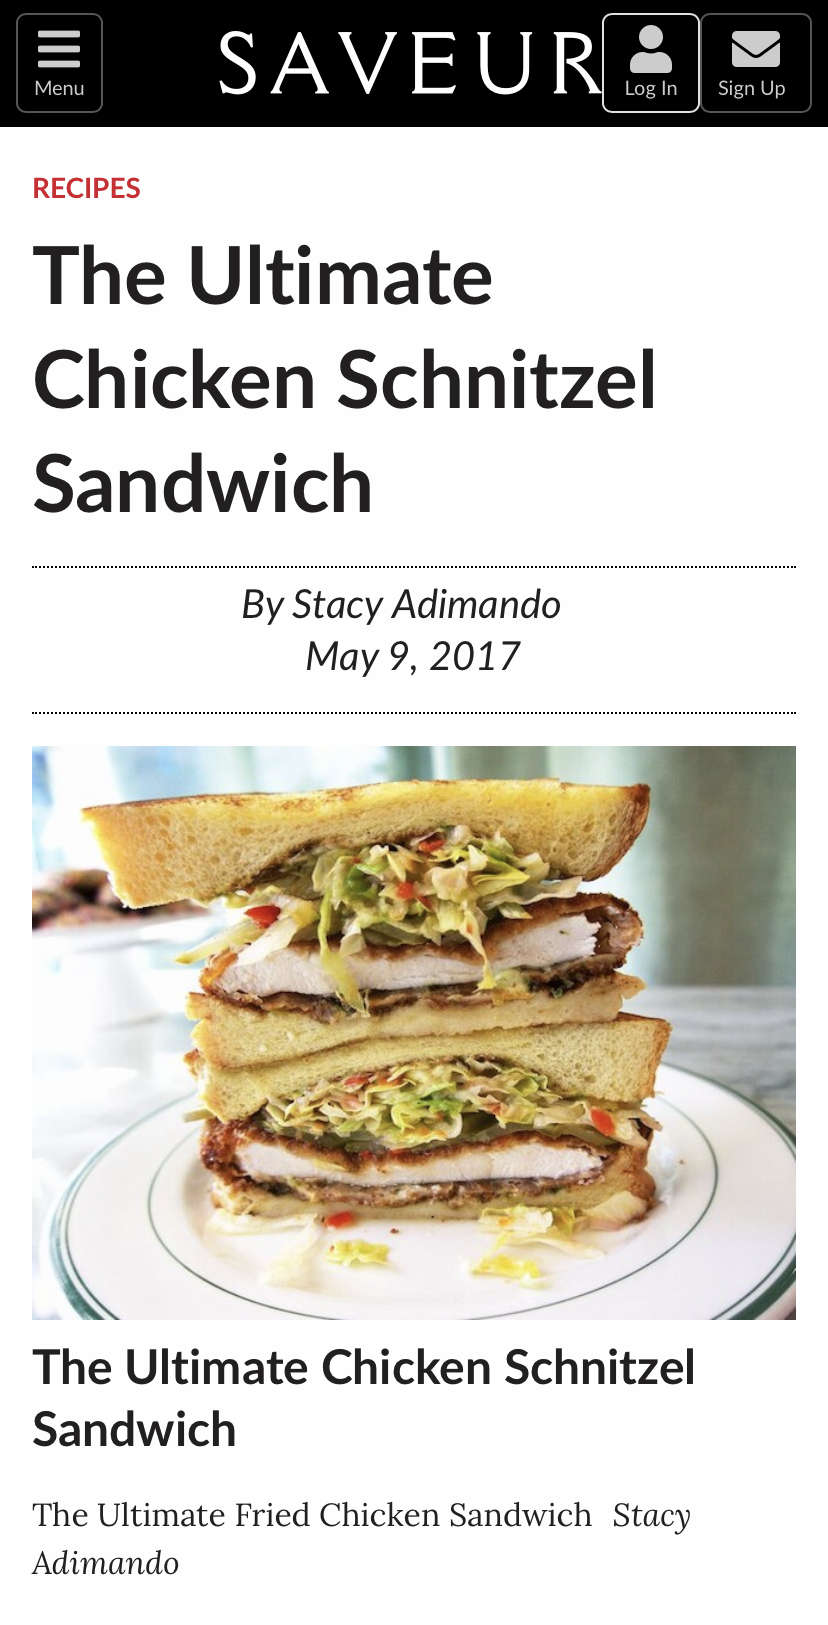 Menu
SAVEUR
Log In
Sign Up
RECIPES
The Ultimate
Chicken Schnitzel
Sandwich
By Stacy Adimando
May 9, 2017
The Ultimate Chicken Schnitzel
Sandwich
The Ultimate Fried Chicken Sandwich Stacy
Adimando